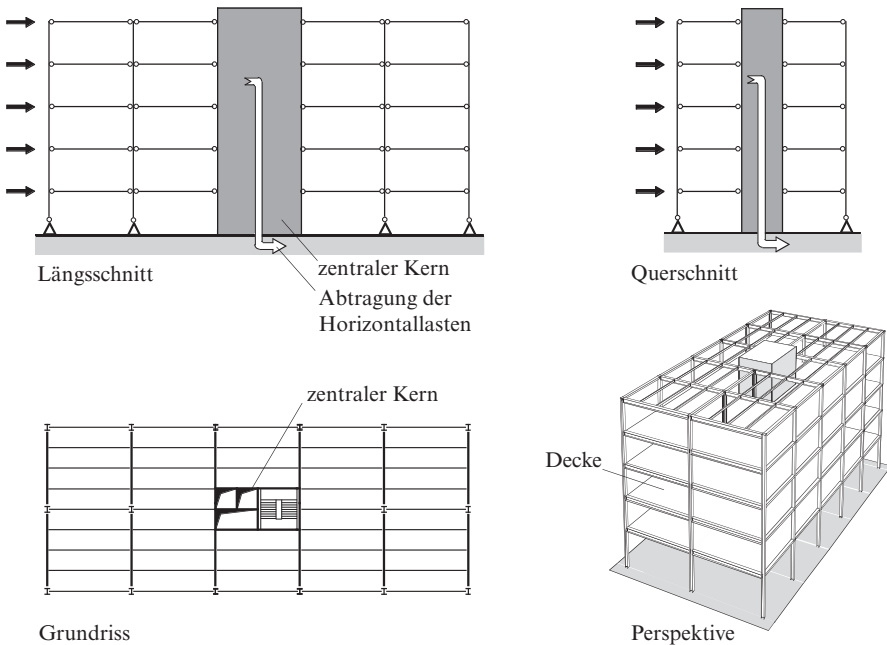 Längsschnitt
zentraler Kern
Abtragung der
Horizontallasten
Querschnitt
zentraler Kern
Decke
Grundriss
Perspektive